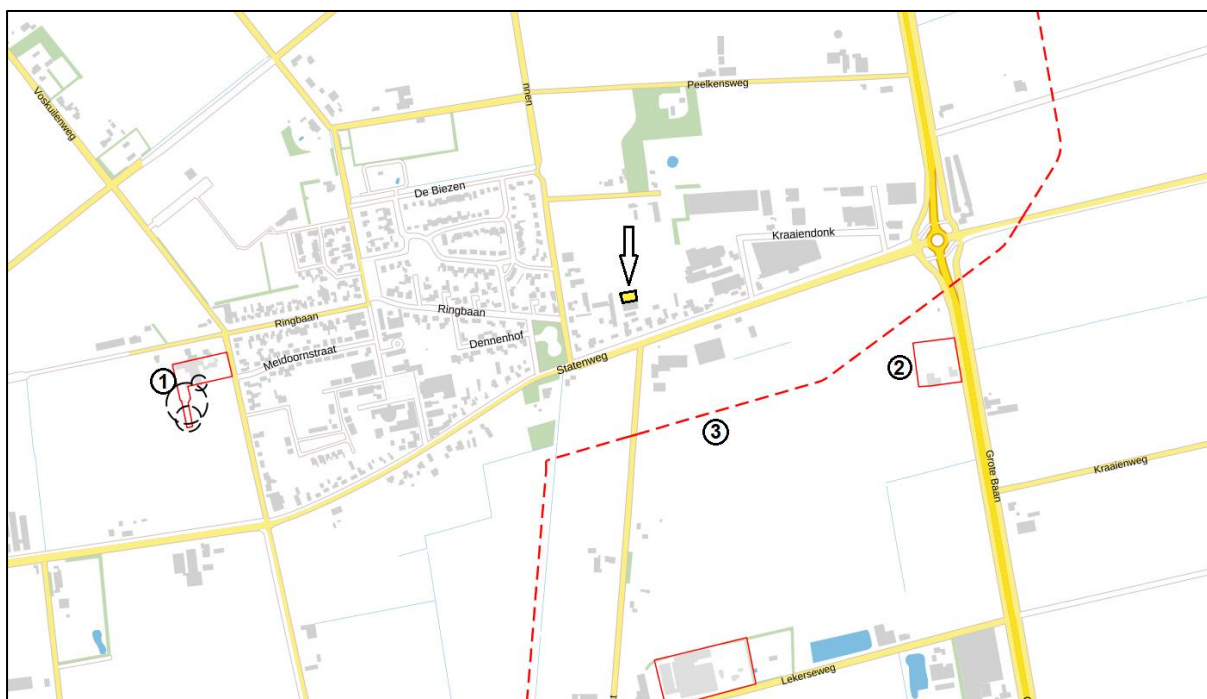 Peelkensweg
Voskuilenweg
De Biezen
Kraaiendonk
Ringbaan
Ringbaan
Dennenhof
Meidoornstraat
Statenweg
1
2
3
Grote Baan
Kraaienweg
Lekerseweg